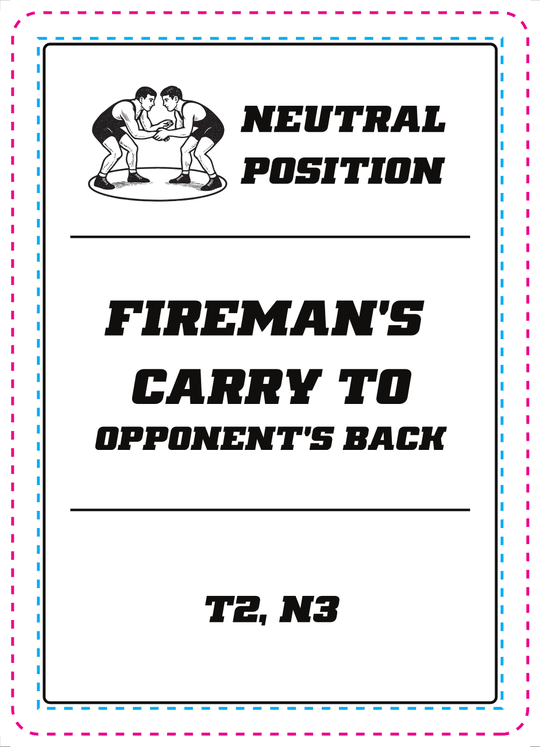 NEUTRAL
POSITION
FIREMAN'S
CARRY TO
OPPONENT'S BACK
T2, N3